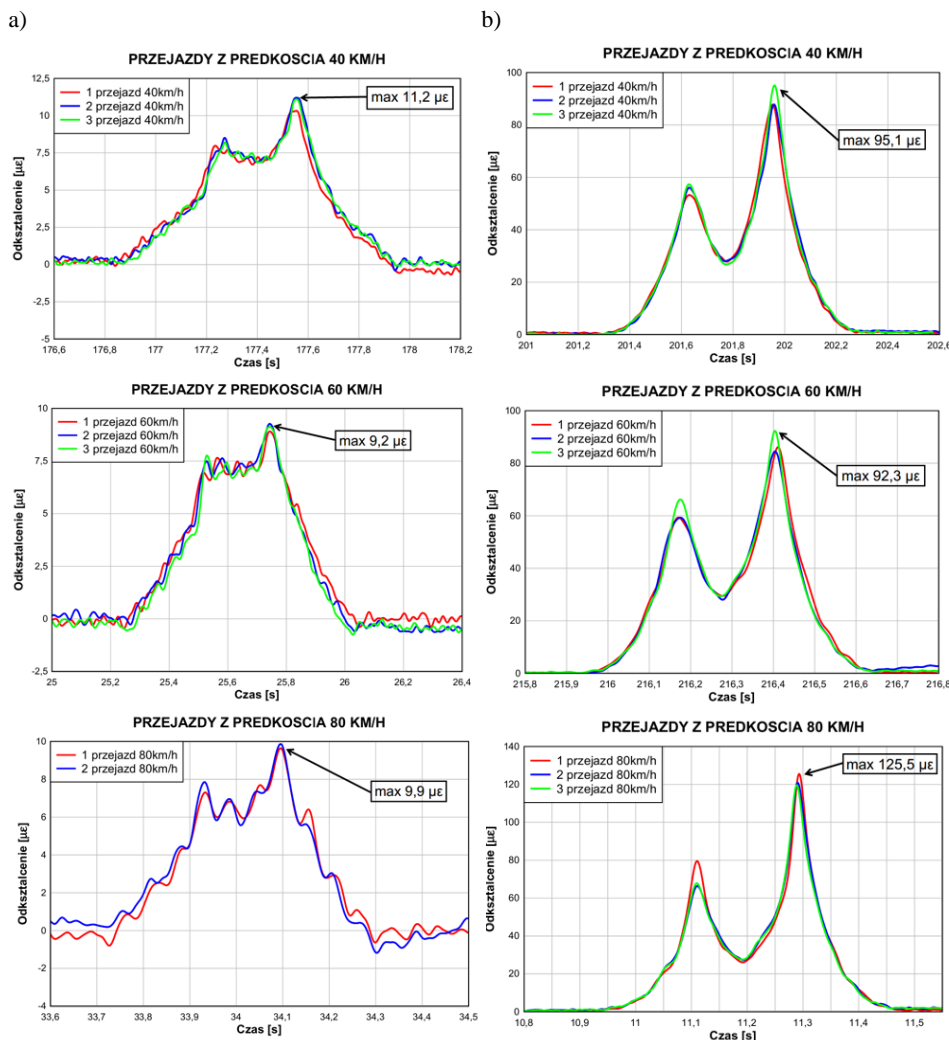 a)
b)
PRZEJAZDY Z PREDKOSCIA 40 KM/H
12,5
10
7,5
5
2,5
0
-2,5
-5
Odksztalcenie [µε]
1 przejazd 40km/h
2 przejazd 40km/h
3 przejazd 40km/h
max 11,2 µε
176,6 177 177,2 177,4 177,6 177,8 178 178,2
Czas [s]
PRZEJAZDY Z PREDKOSCIA 40 KM/H
100
80
60
40
20
0
Odksztalcenie [µε]
1 przejazd 40km/h
2 przejazd 40km/h
3 przejazd 40km/h
max 95,1 µε
201 201,2 201,4 201,6 201,8 202 202,2 202,4 202,6
Czas [s]
PRZEJAZDY Z PREDKOSCIA 60 KM/H
10
7,5
5
2,5
0
-2,5
Odksztalcenie [µε]
1 przejazd 60km/h
2 przejazd 60km/h
3 przejazd 60km/h
max 9,2 µε
25 25,2 25,4 25,6 25,8 26 26,2 26,4
Czas [s]
PRZEJAZDY Z PREDKOSCIA 60 KM/H
100
80
60
40
20
0
Odksztalcenie [µε]
1 przejazd 60km/h
2 przejazd 60km/h
3 przejazd 60km/h
max 92,3 µε
215,8 215,9 216 216,1 216,2 216,3 216,4 216,5 216,6 216,7 216,8
Czas [s]
PRZEJAZDY Z PREDKOSCIA 80 KM/H
10
8
6
4
2
0
-2
-4
Odksztalcenie [µε]
1 przejazd 80km/h
2 przejazd 80km/h
max 9,9 µε
33,6 33,7 33,8 33,9 34 34,1 34,2 34,3 34,4 34,5
Czas [s]
PRZEJAZDY Z PREDKOSCIA 80 KM/H
140
120
100
80
60
40
20
0
Odksztalcenie [µε]
1 przejazd 80km/h
2 przejazd 80km/h
3 przejazd 80km/h
max 125,5 µε
10,8 10,9 11 11,1 11,2 11,3 11,4 11,5
Czas [s]